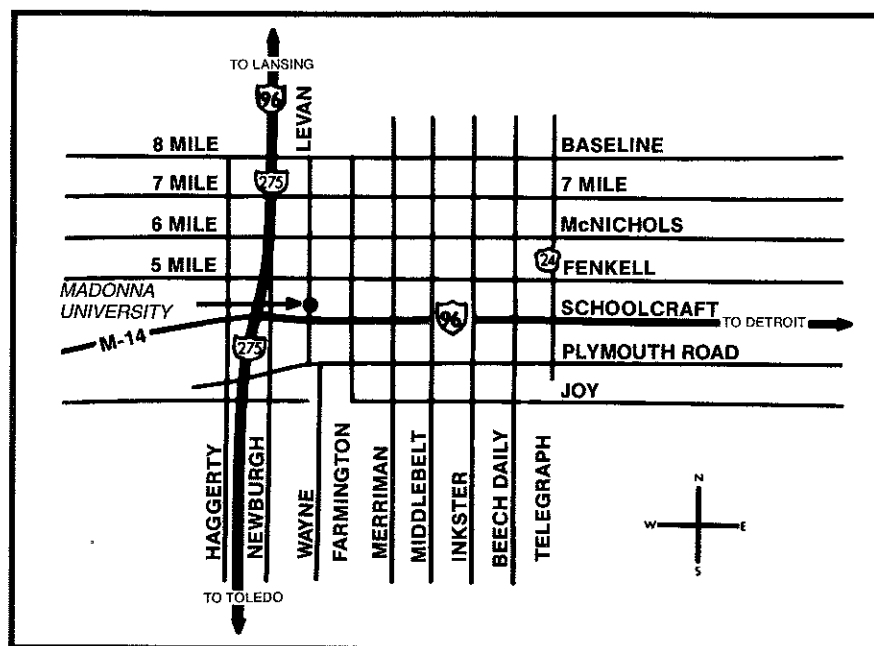 TO LANSING
96
LEVAN
8 MILE
BASELINE
7 MILE
275
7 MILE
6 MILE
McNICHOLS
5 MILE
24
FENKELL
MADONNA
UNIVERSITY
SCHOOLCRAFT
96
TO DETROIT
M-14
275
PLYMOUTH ROAD
JOY
HAGGERTY
NEWBURGH
WAYNE
FARMINGTON
MERRIMAN
MIDDLEBELT
INKSTER
BEECH DAILY
TELEGRAPH
N
W
E
S
TO TOLEDO